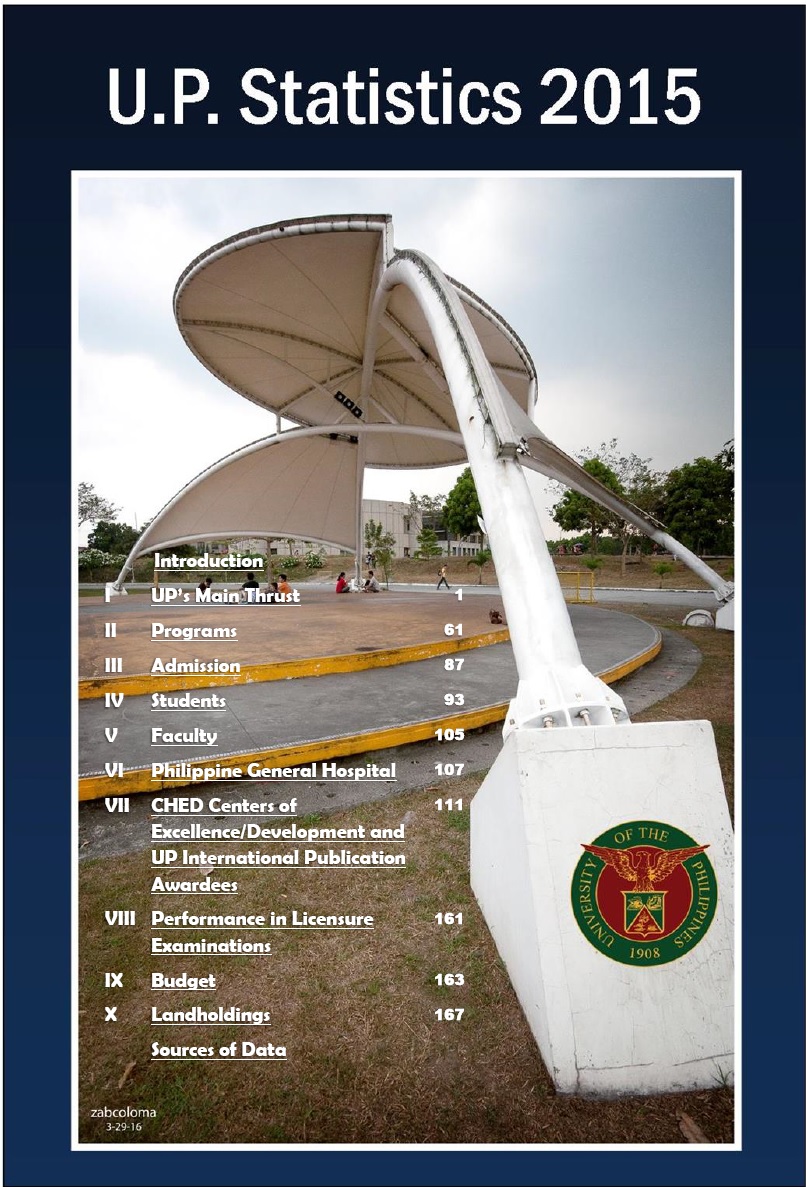 U.P. Statistics 2015
Introduction
I UP's Main Thrust 1
II Programs 61
III Admission 87
IV Students 93
V Faculty 105
VI Philippine General Hospital 107
VII CHED Centers of 111
Excellence/Development and
UP International Publication
Awardees
VIII Performance in Licensure 161
Examinations
IX Budget 163
X Landholdings 167
Sources of Data
UNIVERSITY OF THE PHILIPPINES
1908
zabcoloma
3-29-16